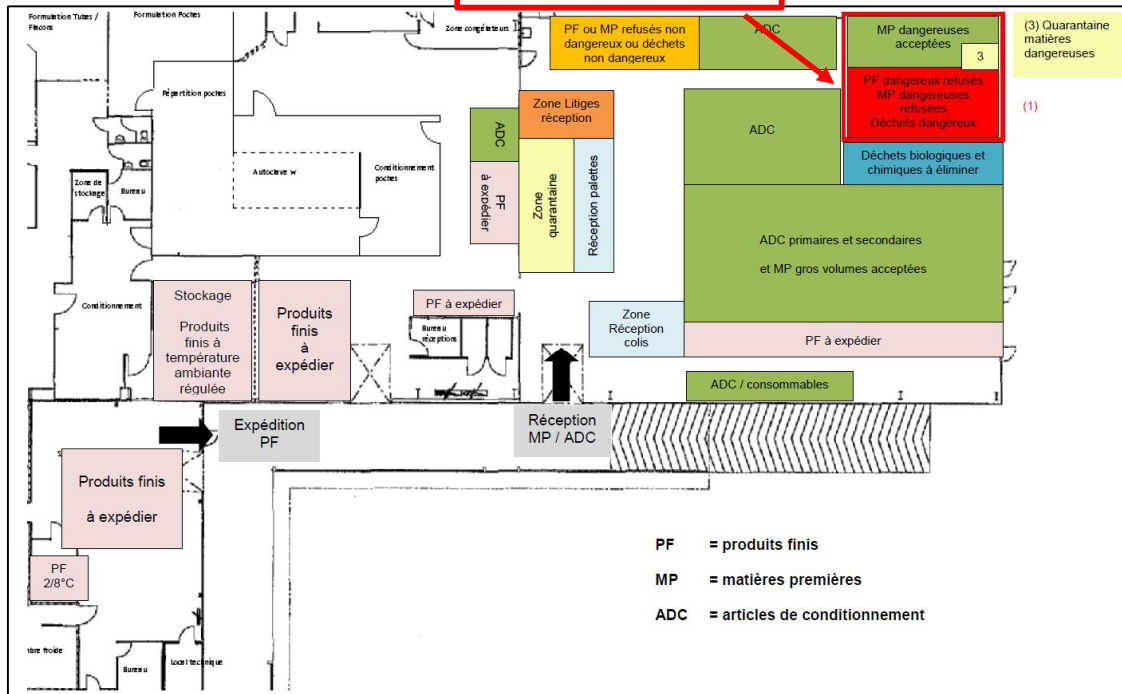 Formulation Tubes /
Flacons
Formulation Poches
Zone congélateurs
PF ou MP refusés non
dangereux ou déchets
non dangereux
ADC
MP dangereuses
acceptées
3
(3) Quarantaine
matières
dangereuses
PF dangereux refusés
MP dangereuses
refusées
Déchets dangereux
(1)
Répartition poches
Zone Litiges
réception
ADC
ADC
Zone de
stockage
Bureau
Autoclave w
Conditionnement
poches
PF
à expédier
Zone
quarantaine
Réception palettes
Déchets biologiques et
chimiques à éliminer
ADC primaires et secondaires
et MP gros volumes acceptées
Conditionnement
Stockage
Produits
finis à
température
ambiante
régulée
Produits
finis
à
expédier
PF à expédier
Bureau
réceptions
Zone
Réception
colis
PF à expédier
ADC / consommables
Expédition
PF
Réception
MP / ADC
Produits finis
à expédier
PF
2/8°C
PF = produits finis
MP = matières premières
ADC = articles de conditionnement
mbre froide
Bureau
Local technique